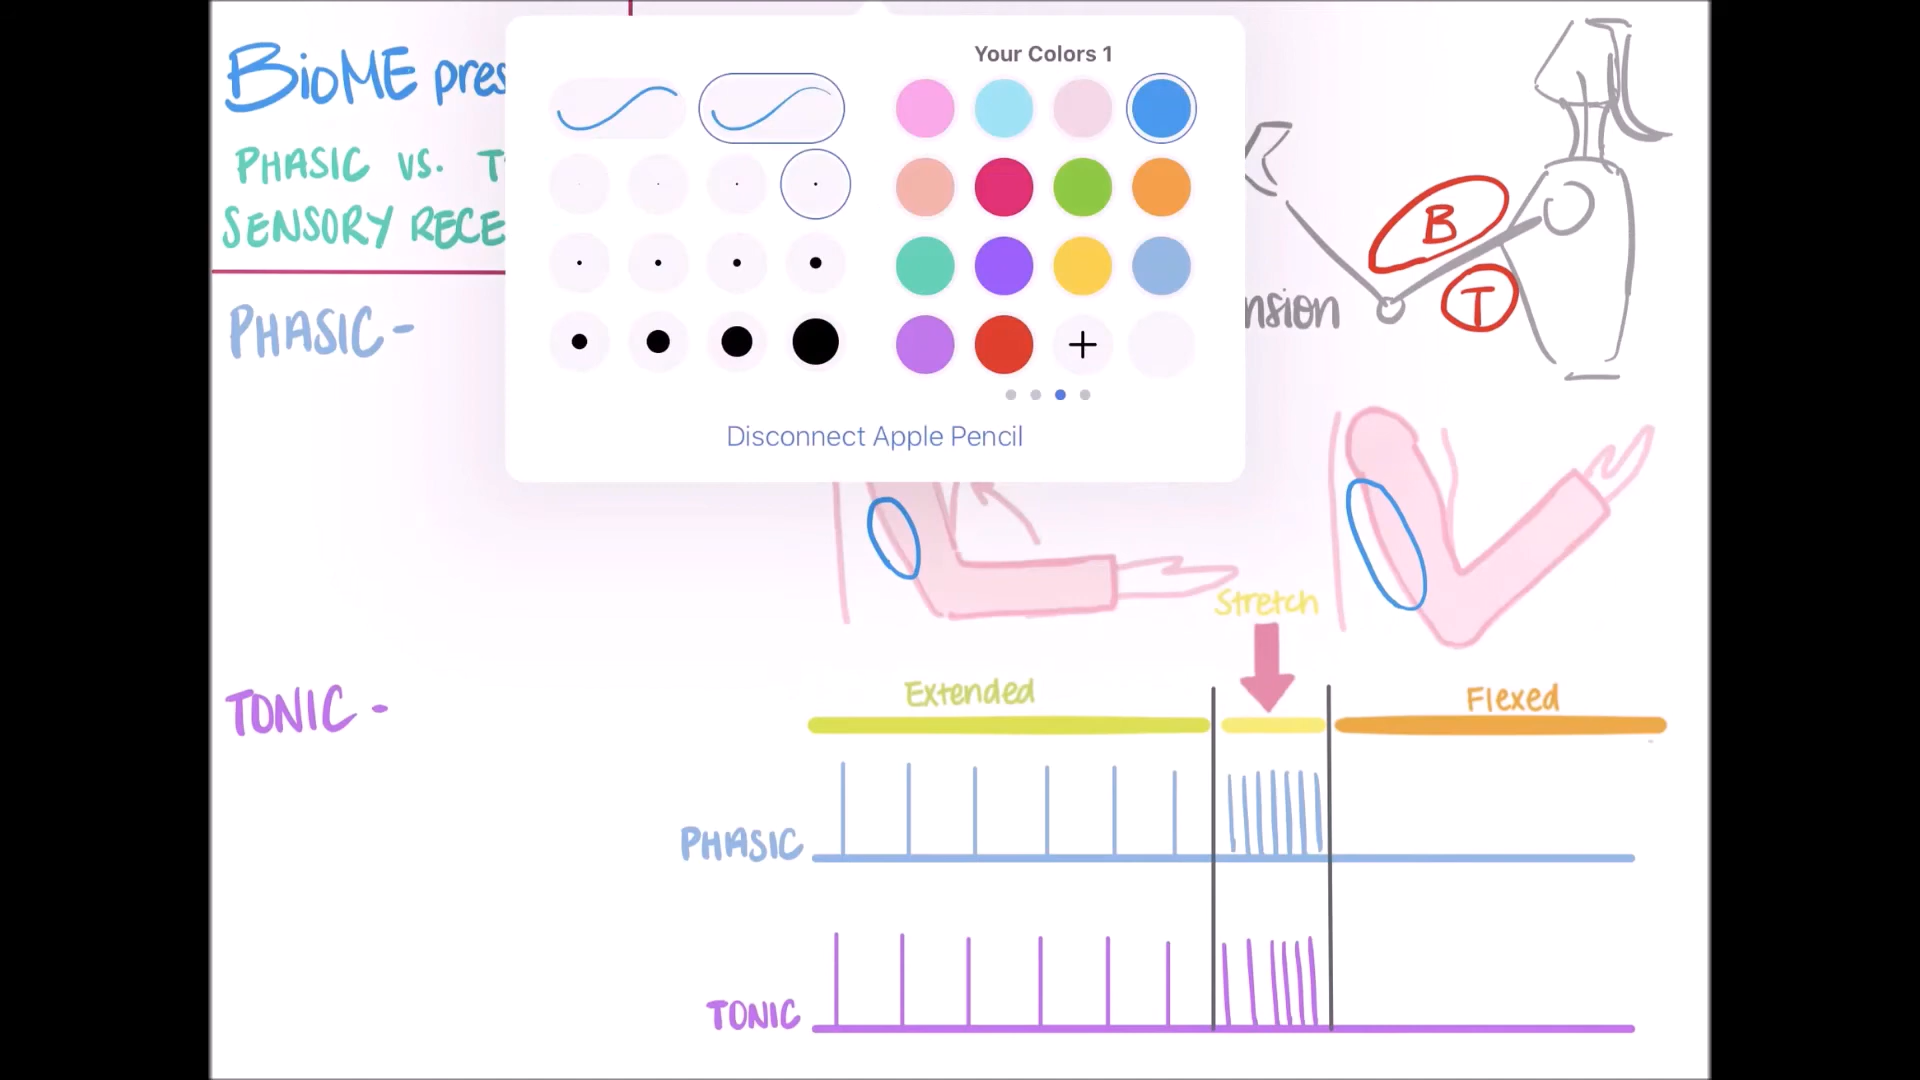 BioME pres
Your Colors 1
PHASIC VS. T
SENSORY RECE
B
T
nsion
PHASIC -
Disconnect Apple Pencil
Stretch
TONIC -
Extended
Flexed
PHASIC
TONIC